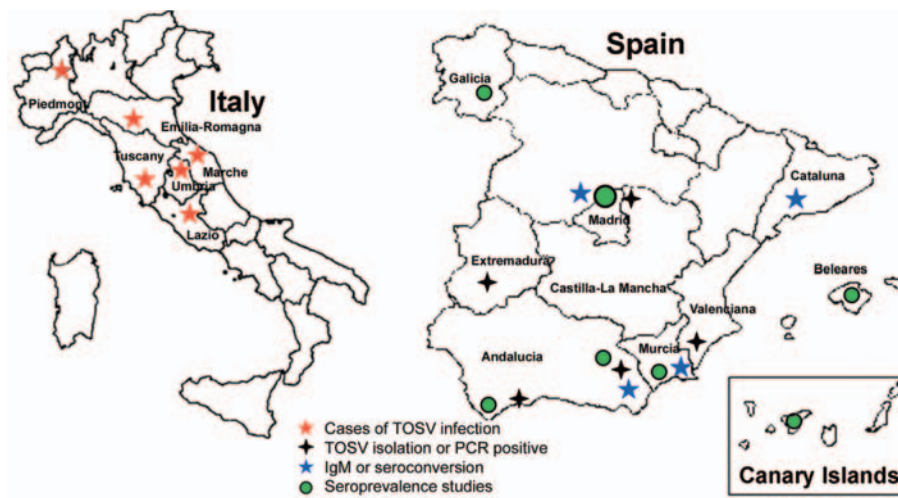 Italy
Piedmog
Emilia-Romagna
Tuscany
Marche
Umbria
Lazio
Spain
Galicia
Cataluna
Madrid
Beleares
Extremadura?
Castilla-La Mancha
Valenciana
Andalucia
Murcia
Cases of TOSV infection
TOSV isolation or PCR positive
IgM or seroconversion
Seroprevalence studies
Canary Islands